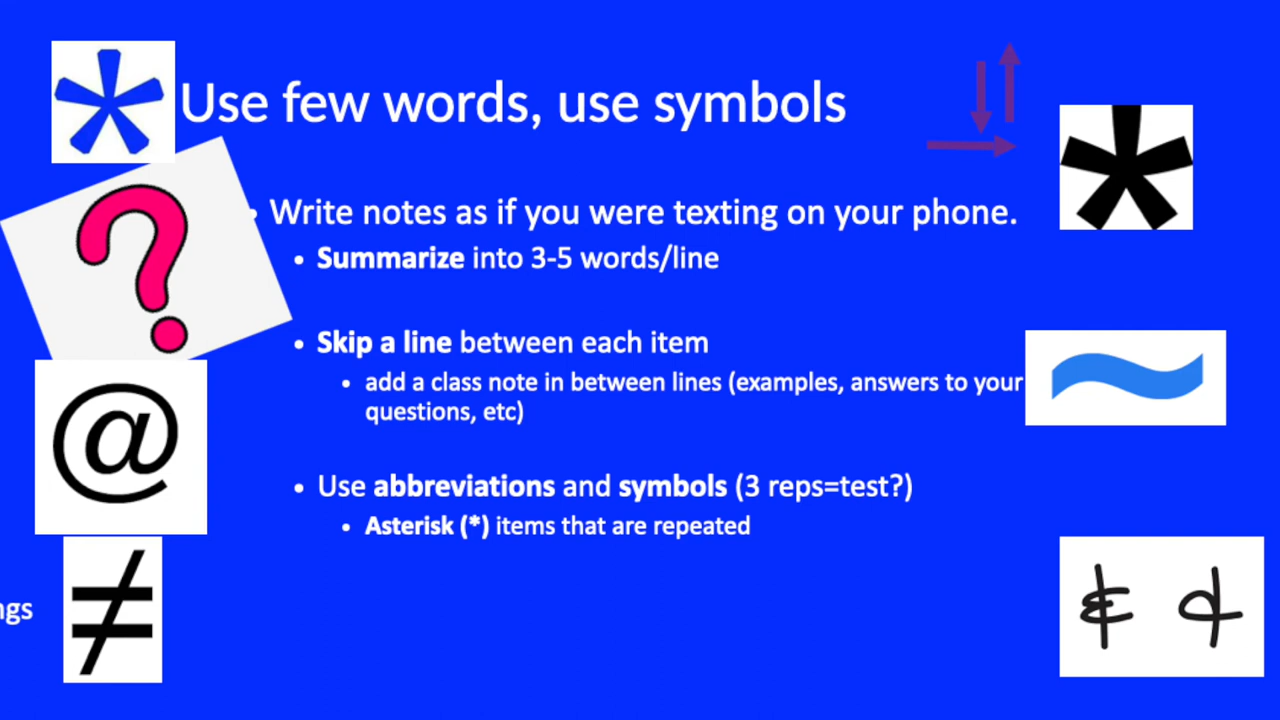 *
Use few words, use symbols
*
?
• Write notes as if you were texting on your phone.
• Summarize into 3-5 words/line
• Skip a line between each item
~
• add a class note in between lines (examples, answers to your
questions, etc)
@
• Use abbreviations and symbols (3 reps=test?)
• Asterisk (*) items that are repeated
≠
ngs